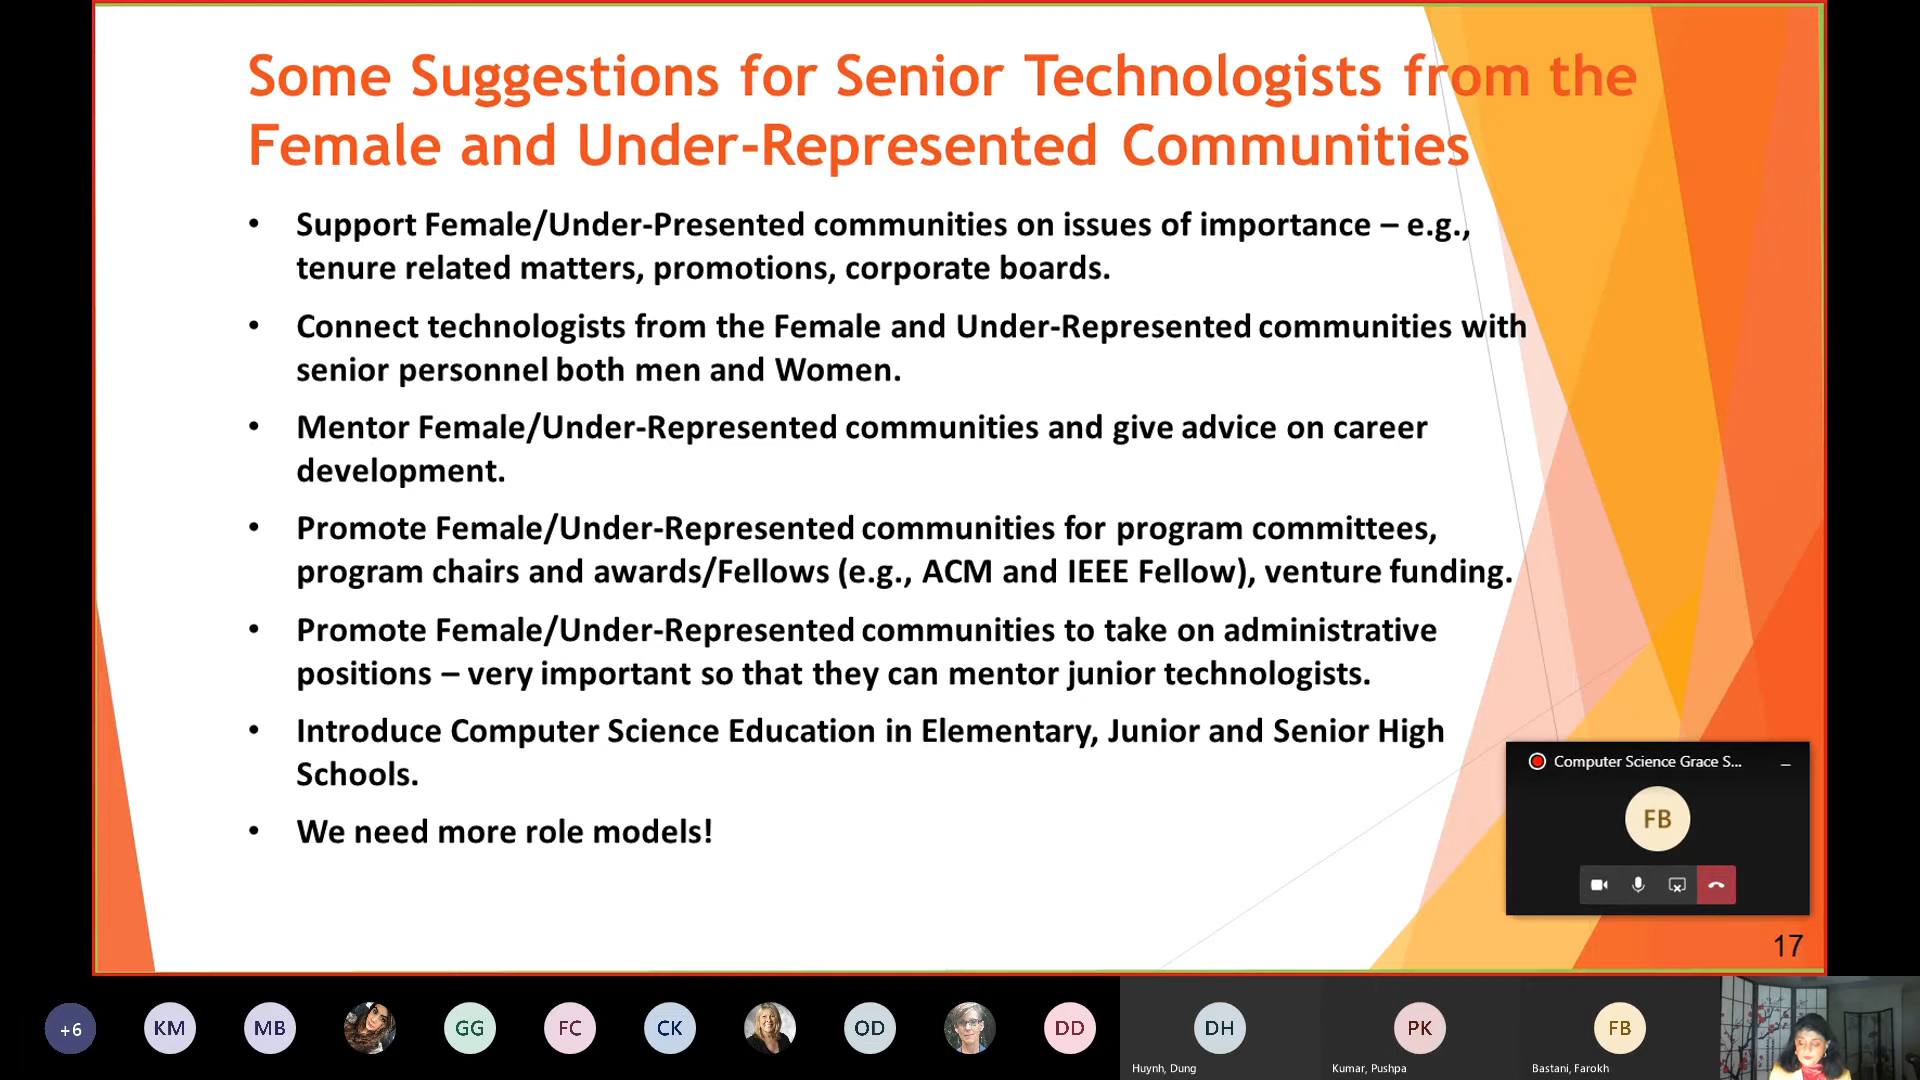 Some Suggestions for Senior Technologists from the
Female and Under-Represented Communities
• Support Female/Under-Presented communities on issues of importance – e.g.,
tenure related matters, promotions, corporate boards.
• Connect technologists from the Female and Under-Represented communities with
senior personnel both men and Women.
• Mentor Female/Under-Represented communities and give advice on career
development.
• Promote Female/Under-Represented communities for program committees,
program chairs and awards/Fellows (e.g., ACM and IEEE Fellow), venture funding.
• Promote Female/Under-Represented communities to take on administrative
positions – very important so that they can mentor junior technologists.
• Introduce Computer Science Education in Elementary, Junior and Senior High
Schools.
• We need more role models!
Computer Science Grace S...
FB
17
+6
KM
MB
GG
FC
CK
OD
DD
DH
PK
FB
Huynh, Dung
Kumar, Pushpa
Bastani, Farokh